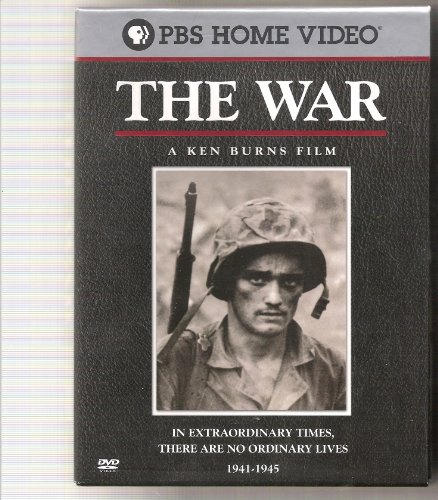 PBS HOME VIDEO®
THE WAR
A KEN BURNS FILM
IN EXTRAORDINARY TIMES,
THERE ARE NO ORDINARY LIVES
1941-1945
DVD
VIDEO